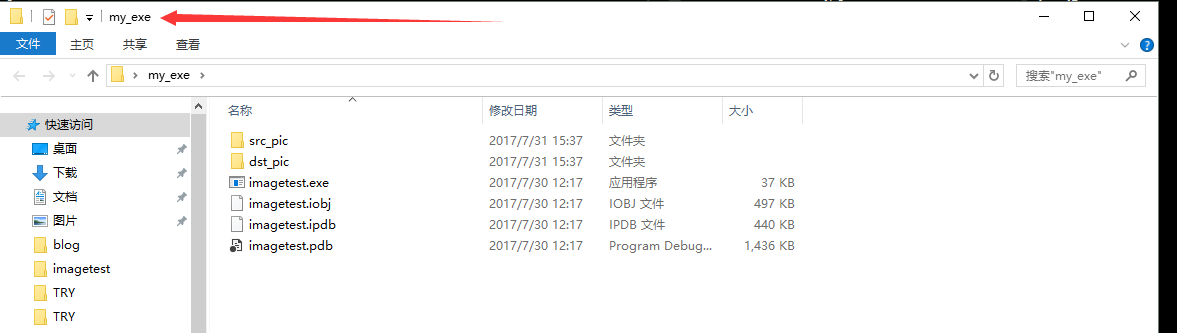 my_exe
文件 主页 共享 查看
my_exe 搜索"my_exe"
名称 修改日期 类型 大小
快速访问
src_pic 2017/7/31 15:37 文件夹
桌面
dst_pic 2017/7/31 15:37 文件夹
下载
imagetest.exe 2017/7/30 12:17 应用程序 37 KB
文档
imagetest.iobj 2017/7/30 12:17 IOBJ 文件 497 KB
图片
imagetest.ipdb 2017/7/30 12:17 IPDB 文件 440 KB
blog
imagetest.pdb 2017/7/30 12:17 Program Debug... 1,436 KB
imagetest
TRY
TRY